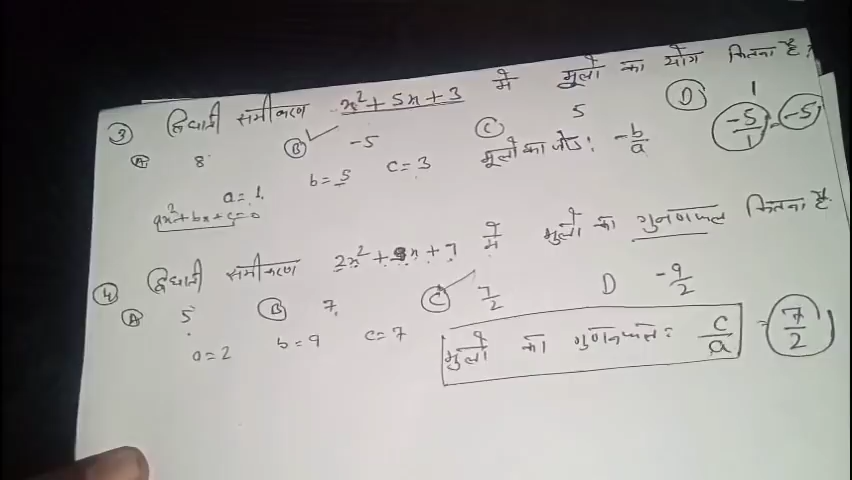 ③ द्विघाती समीकरण x² + 5x + 3 में मूलों का योग कितना है?
Ⓐ 8 Ⓑ -5 Ⓒ 5 Ⓓ 1
a = 1 b = 5 c = 3 मूलों का जोड़: -b/a -5/1 = -5
ax² + bx + c = 0
④ द्विघाती समीकरण 2x² + 9x + 7 में मूलों का गुनणफल कितना है
Ⓐ 5 Ⓑ 7 Ⓒ 7/2 D -9/2
a = 2 b = 9 c = 7 मूलों का गुणनफल = c/a = 7/2